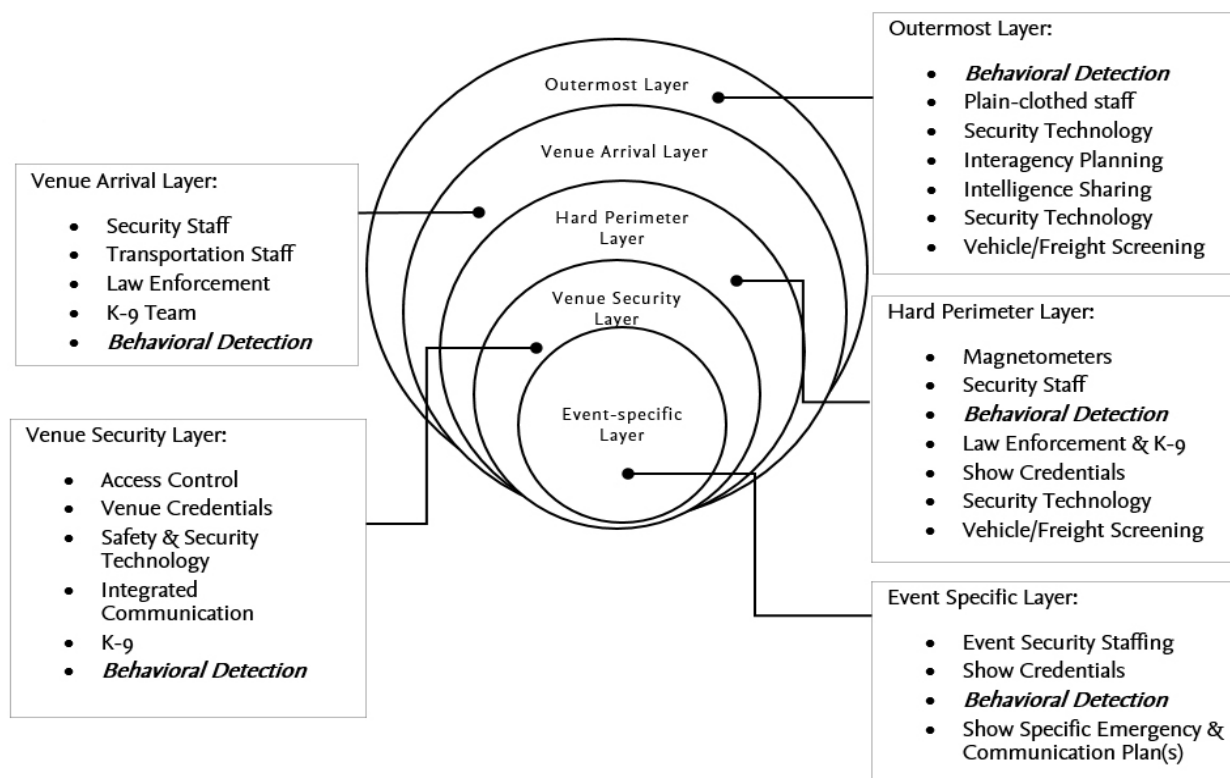 Outermost Layer
Venue Arrival Layer
Hard Perimeter
Layer
Venue Security
Layer
Event-specific
Layer
Venue Arrival Layer:
• Security Staff
• Transportation Staff
• Law Enforcement
• K-9 Team
• Behavioral Detection
Venue Security Layer:
• Access Control
• Venue Credentials
• Safety & Security
Technology
• Integrated
Communication
• K-9
• Behavioral Detection
Outermost Layer:
• Behavioral Detection
• Plain-clothed staff
• Security Technology
• Interagency Planning
• Intelligence Sharing
• Security Technology
• Vehicle/Freight Screening
Hard Perimeter Layer:
• Magnetometers
• Security Staff
• Behavioral Detection
• Law Enforcement & K-9
• Show Credentials
• Security Technology
• Vehicle/Freight Screening
Event Specific Layer:
• Event Security Staffing
• Show Credentials
• Behavioral Detection
• Show Specific Emergency &
Communication Plan(s)